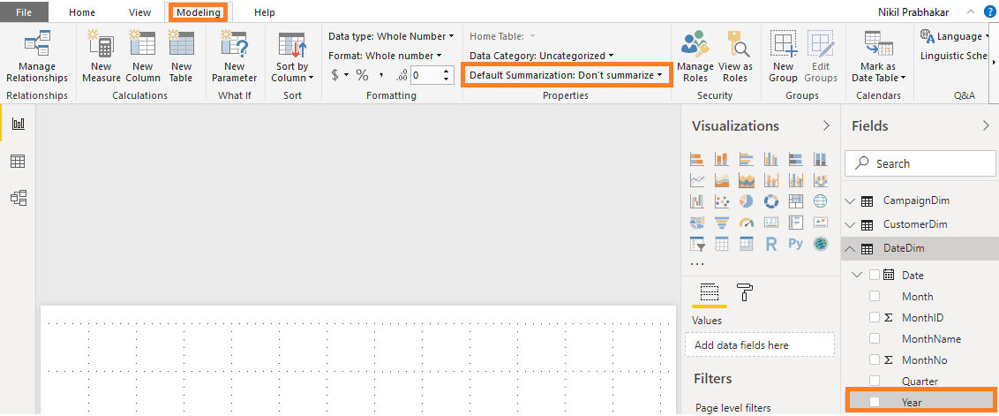 File Home View Modeling Help Nikil Prabhakar ?
Manage Relationships
Relationships
New Measure
New Column
New Table
Calculations
New Parameter
What If
Sort by Column
Sort
Data type: Whole Number
Format: Whole number
$ % , .00 0
Formatting
Home Table:
Data Category: Uncategorized
Default Summarization: Don't summarize
Properties
Manage Roles
View as Roles
Security
New Group
Edit Groups
Groups
Mark as Date Table
Calendars
Language
Linguistic Sche
Q&A
Visualizations
R Py
123
...
Values
Add data fields here
Filters
Page level filters
Fields
Search
CampaignDim
CustomerDim
DateDim
Date
Month
Σ MonthID
MonthName
Σ MonthNo
Quarter
Year